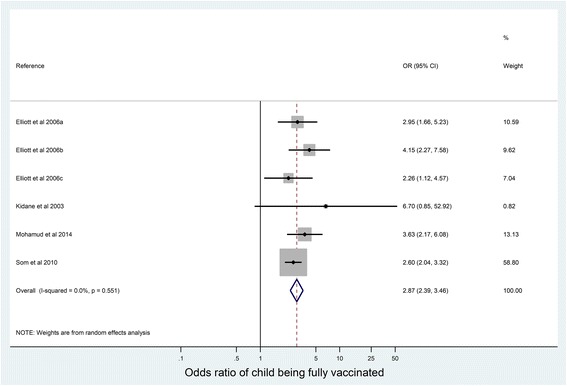 %
Reference OR (95% CI) Weight
Elliott et al 2006a 2.95 (1.66, 5.23) 10.59
Elliott et al 2006b 4.15 (2.27, 7.58) 9.62
Elliott et al 2006c 2.26 (1.12, 4.57) 7.04
Kidane et al 2003 6.70 (0.85, 52.92) 0.82
Mohamud et al 2014 3.63 (2.17, 6.08) 13.13
Som et al 2010 2.60 (2.04, 3.32) 58.80
Overall (I-squared = 0.0%, p = 0.551) 2.87 (2.39, 3.46) 100.00
NOTE: Weights are from random effects analysis
.1 .5 1 5 10 25 50
Odds ratio of child being fully vaccinated